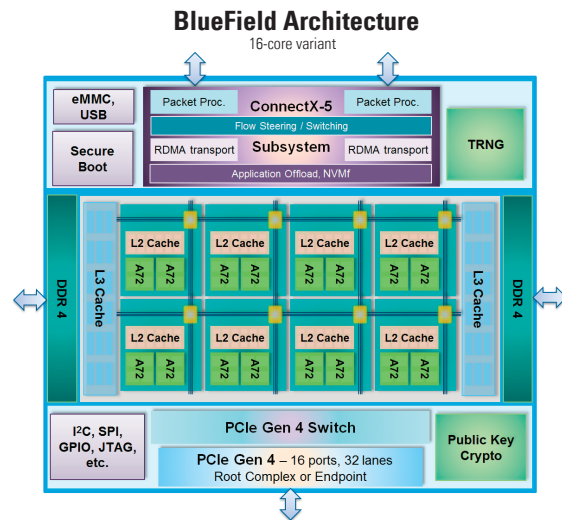 BlueField Architecture
16-core variant
eMMC,
USB
Secure
Boot
Packet Proc.
ConnectX-5
Packet Proc.
Flow Steering / Switching
RDMA transport
Subsystem
RDMA transport
Application Offload, NVMf
TRNG
DDR 4
L3 Cache
L2 Cache
A72
A72
L2 Cache
A72
A72
L2 Cache
A72
A72
L2 Cache
A72
A72
L2 Cache
A72
A72
L2 Cache
A72
A72
L2 Cache
A72
A72
L2 Cache
A72
A72
L3 Cache
DDR 4
I²C, SPI,
GPIO, JTAG,
etc.
PCIe Gen 4 Switch
PCIe Gen 4 – 16 ports, 32 lanes
Root Complex or Endpoint
Public Key
Crypto